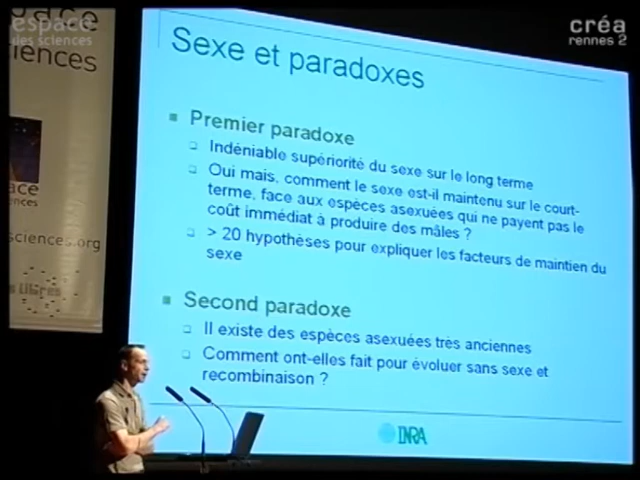 espace
des sciences
iences
créa
rennes 2
ace
nces
sciences.org
Sexe et paradoxes
Premier paradoxe
Indéniable supériorité du sexe sur le long terme
Oui mais, comment le sexe est-il maintenu sur le court-
terme, face aux espèces asexuées qui ne payent pas le
coût immédiat à produire des mâles ?
> 20 hypothèses pour expliquer les facteurs de maintien du
sexe
Second paradoxe
Il existe des espèces asexuées très anciennes
Comment ont-elles fait pour évoluer sans sexe et
recombinaison ?
INRA